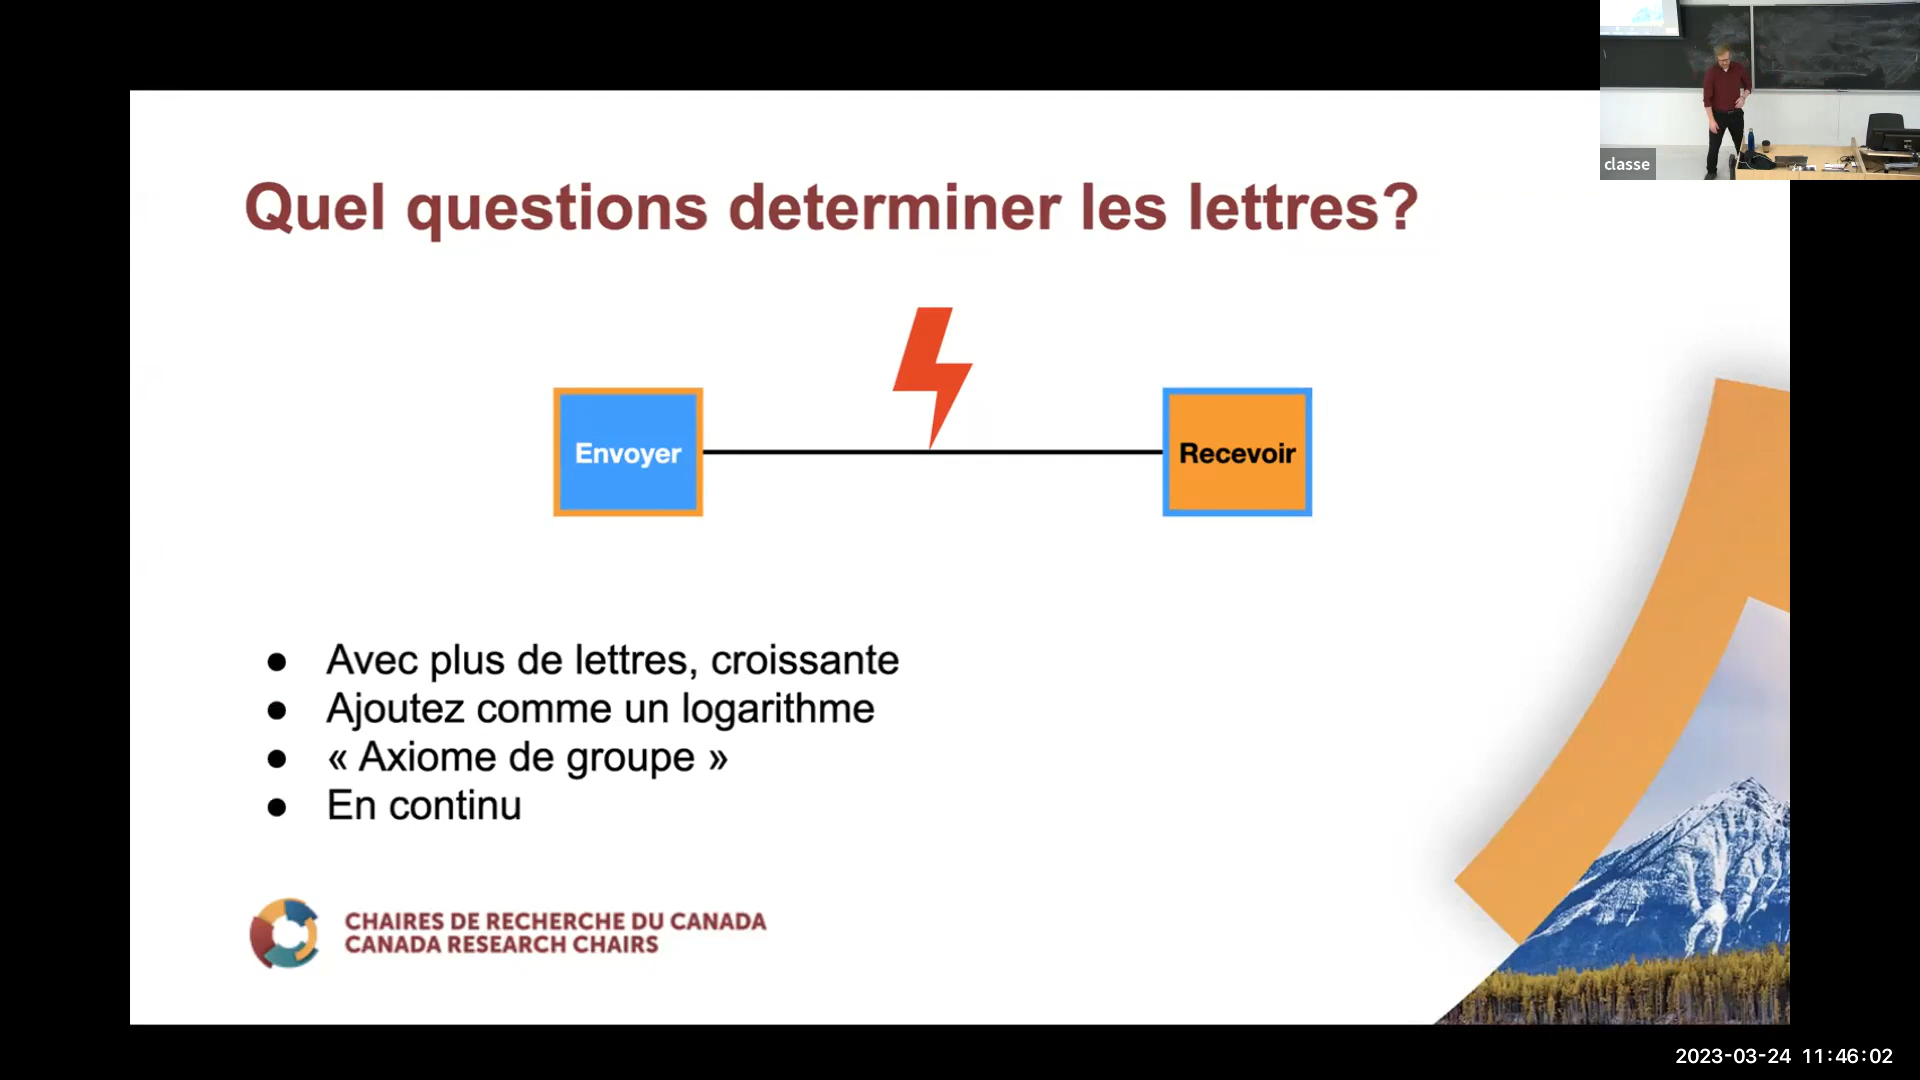 classe
Quel questions determiner les lettres?
Envoyer
Recevoir
● Avec plus de lettres, croissante
● Ajoutez comme un logarithme
● « Axiome de groupe »
● En continu
CHAIRES DE RECHERCHE DU CANADA
CANADA RESEARCH CHAIRS
2023-03-24 11:46:02